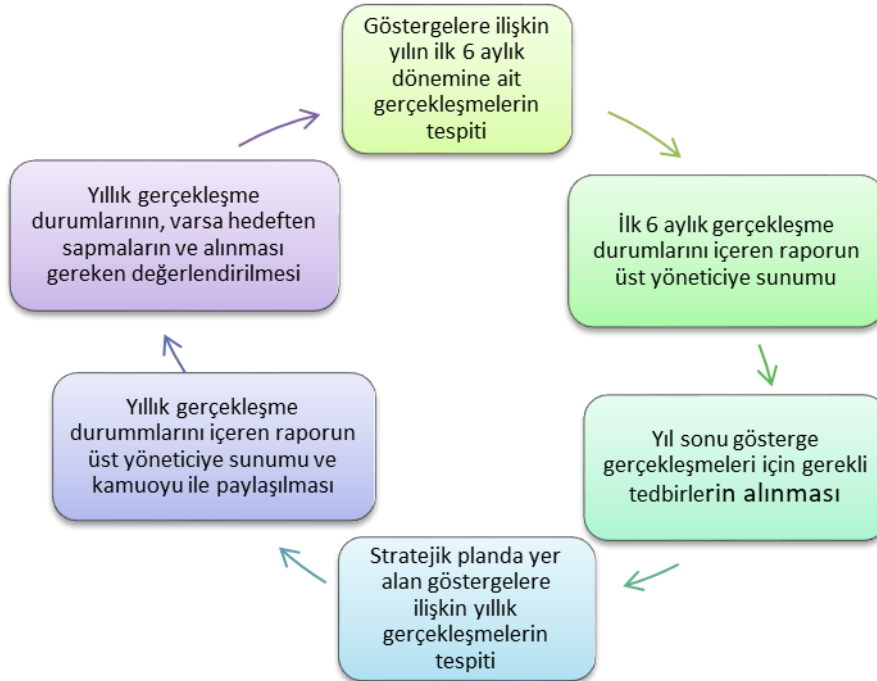 Göstergelere ilişkin
yılın ilk 6 aylık
dönemine ait
gerçekleşmelerin
tespiti
İlk 6 aylık gerçekleşme
durumlarını içeren raporun
üst yöneticiye sunumu
Yıl sonu gösterge
gerçekleşmeleri için gerekli
tedbirlerin alınması
Stratejik planda yer
alan göstergelere
ilişkin yıllık
gerçekleşmelerin
tespiti
Yıllık gerçekleşme
durummlarını içeren raporun
üst yöneticiye sunumu ve
kamuoyu ile paylaşılması
Yıllık gerçekleşme
durumlarının, varsa hedeften
sapmaların ve alınması
gereken değerlendirilmesi